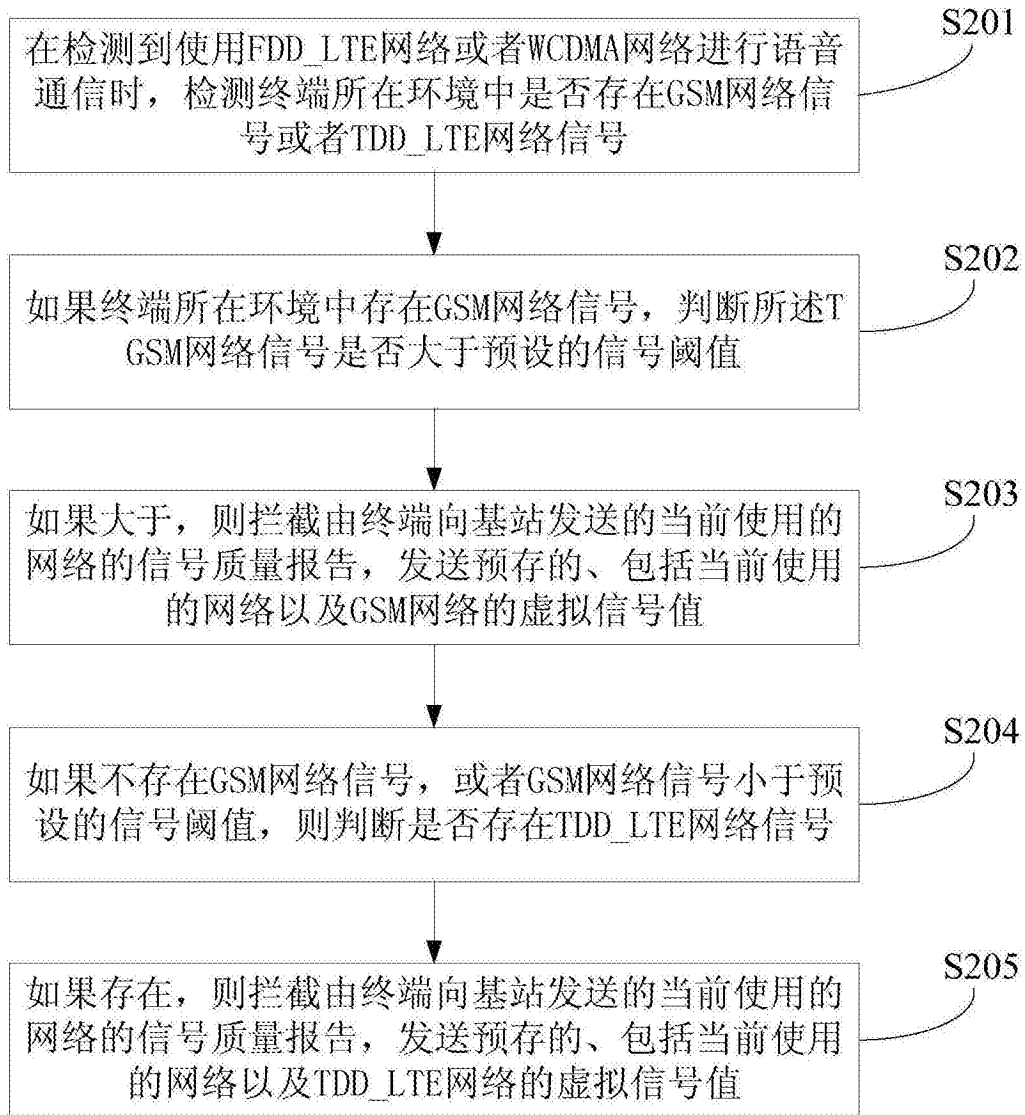 S201
在检测到使用FDD_LTE网络或者WCDMA网络进行语音
通信时，检测终端所在环境中是否存在GSM网络信
号或者TDD_LTE网络信号
S202
如果终端所在环境中存在GSM网络信号，判断所述T
GSM网络信号是否大于预设的信号阈值
S203
如果大于，则拦截由终端向基站发送的当前使用的
网络的信号质量报告，发送预存的、包括当前使用
的网络以及GSM网络的虚拟信号值
S204
如果不存在GSM网络信号，或者GSM网络信号小于预
设的信号阈值，则判断是否存在TDD_LTE网络信号
S205
如果存在，则拦截由终端向基站发送的当前使用的
网络的信号质量报告，发送预存的、包括当前使用
的网络以及TDD_LTE网络的虚拟信号值